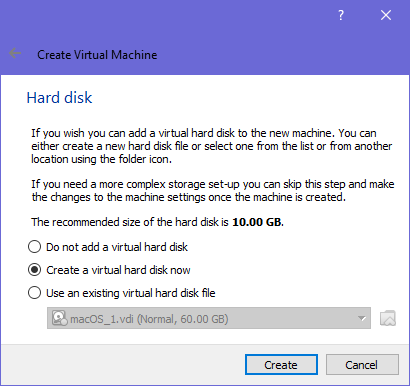 ?
Create Virtual Machine
Hard disk
If you wish you can add a virtual hard disk to the new machine. You can
either create a new hard disk file or select one from the list or from another
location using the folder icon.
If you need a more complex storage set-up you can skip this step and make
the changes to the machine settings once the machine is created.
The recommended size of the hard disk is 10.00 GB.
Do not add a virtual hard disk
Create a virtual hard disk now
Use an existing virtual hard disk file
macOS_1.vdi (Normal, 60.00 GB)
Create
Cancel